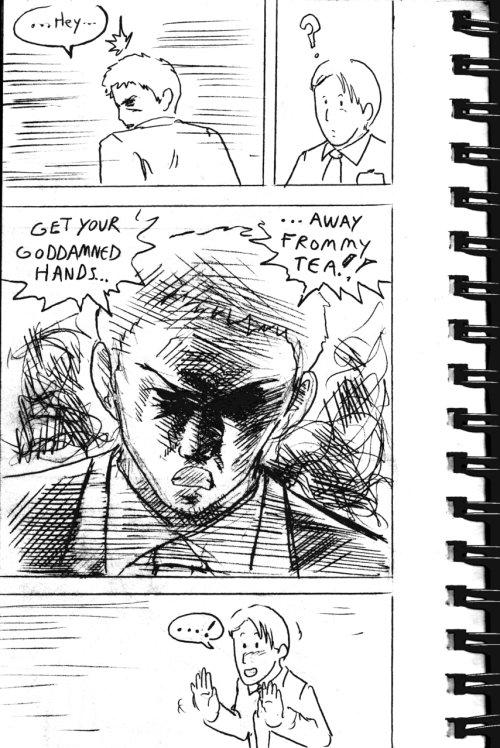 ...Hey...
?
GET YOUR
GODDAMNED
HANDS...
...AWAY
FROM MY
TEA!!
....!